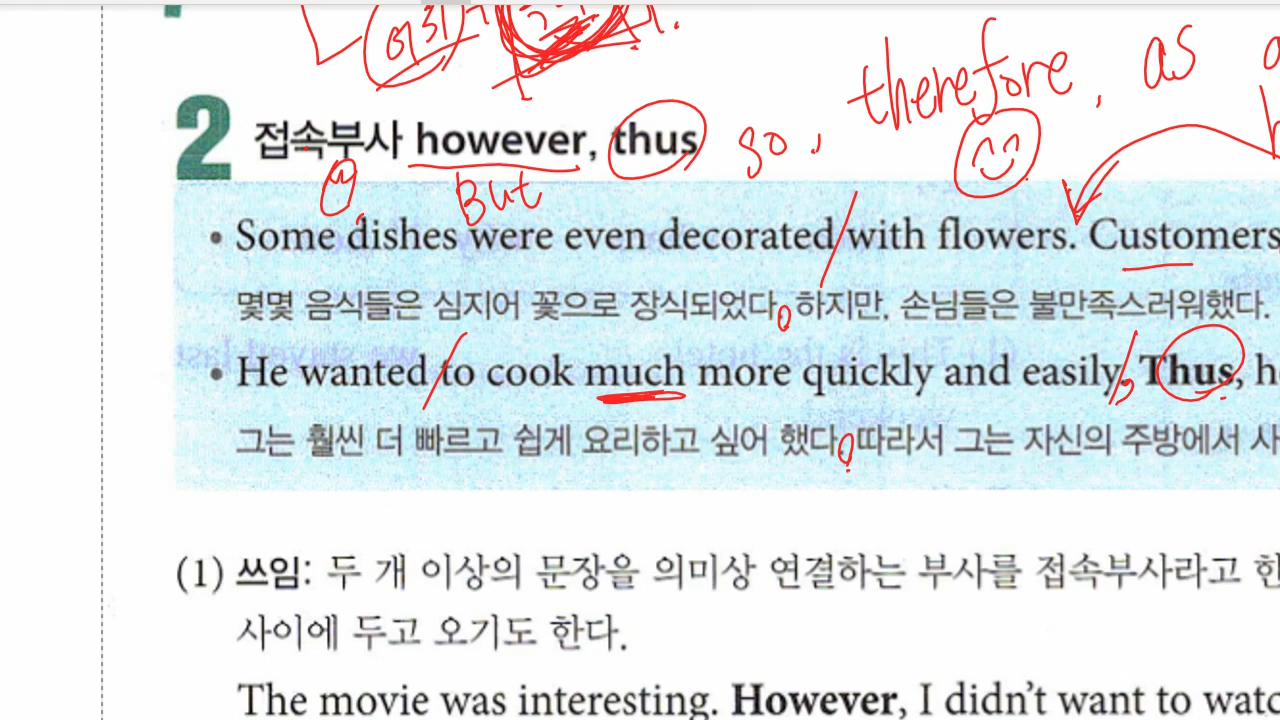 therefore, as
2 접속부사 however, thus so,
But
• Some dishes were even decorated with flowers. Customers
몇몇 음식들은 심지어 꽃으로 장식되었다. 하지만, 손님들은 불만족스러워했다.
• He wanted to cook much more quickly and easily. Thus, h
그는 훨씬 더 빠르고 쉽게 요리하고 싶어 했다. 따라서 그는 자신의 주방에서 사
(1) 쓰임: 두 개 이상의 문장을 의미상 연결하는 부사를 접속부사라고 한
사이에 두고 오기도 한다.
The movie was interesting. However, I didn't want to watc